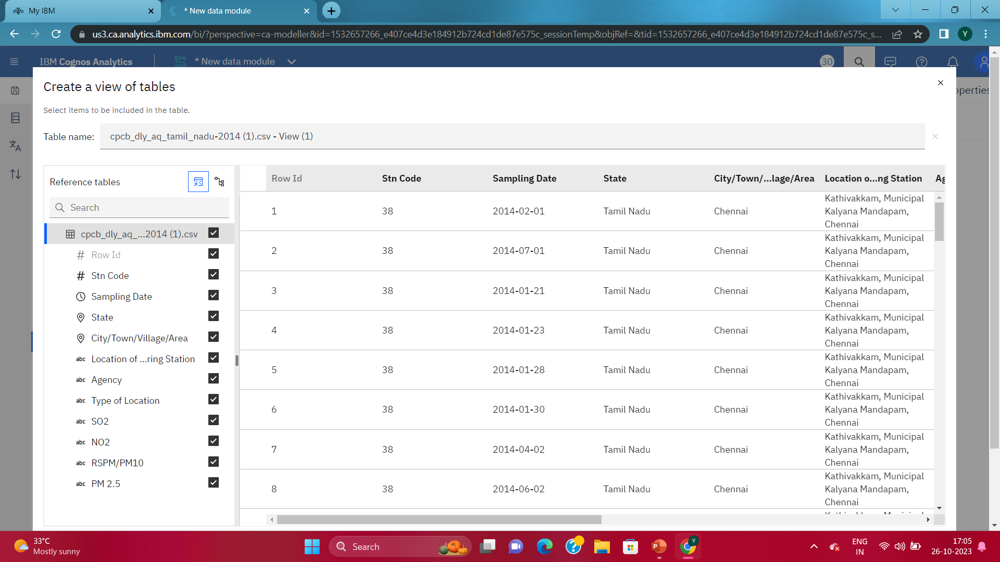 My IBM
* New data module
us3.ca.analytics.ibm.com/bi/?perspective=ca-modeller&id=1532657266_e407ce4d3e184912b724cd1de87e575c_sessionTemp&objRef=&tid=1532657266_e407ce4d3e184912b724cd1de87e575c_s...
Y
IBM Cognos Analytics
* New data module
30
Create a view of tables
operties
Select items to be included in the table.
Table name:
cpcb_dly_aq_tamil_nadu-2014 (1).csv - View (1)
Reference tables
Search
cpcb_dly_aq_...2014 (1).csv
Row Id
Stn Code
Sampling Date
State
City/Town/Village/Area
abc Location of ...ring Station
abc Agency
abc Type of Location
abc SO2
abc NO2
abc RSPM/PM10
abc PM 2.5
Row Id Stn Code Sampling Date State City/Town/...lage/Area Location o...ng Station Ag
1 38 2014-02-01 Tamil Nadu Chennai Kathivakkam, Municipal
Kalyana Mandapam,
Chennai
2 38 2014-07-01 Tamil Nadu Chennai Kathivakkam, Municipal
Kalyana Mandapam,
Chennai
3 38 2014-01-21 Tamil Nadu Chennai Kathivakkam, Municipal
Kalyana Mandapam,
Chennai
4 38 2014-01-23 Tamil Nadu Chennai Kathivakkam, Municipal
Kalyana Mandapam,
Chennai
5 38 2014-01-28 Tamil Nadu Chennai Kathivakkam, Municipal
Kalyana Mandapam,
Chennai
6 38 2014-01-30 Tamil Nadu Chennai Kathivakkam, Municipal
Kalyana Mandapam,
Chennai
7 38 2014-04-02 Tamil Nadu Chennai Kathivakkam, Municipal
Kalyana Mandapam,
Chennai
8 38 2014-06-02 Tamil Nadu Chennai Kathivakkam, Municipal
Kalyana Mandapam,
Chennai
33°C
Mostly sunny
Search
ENG
IN
17:05
26-10-2023